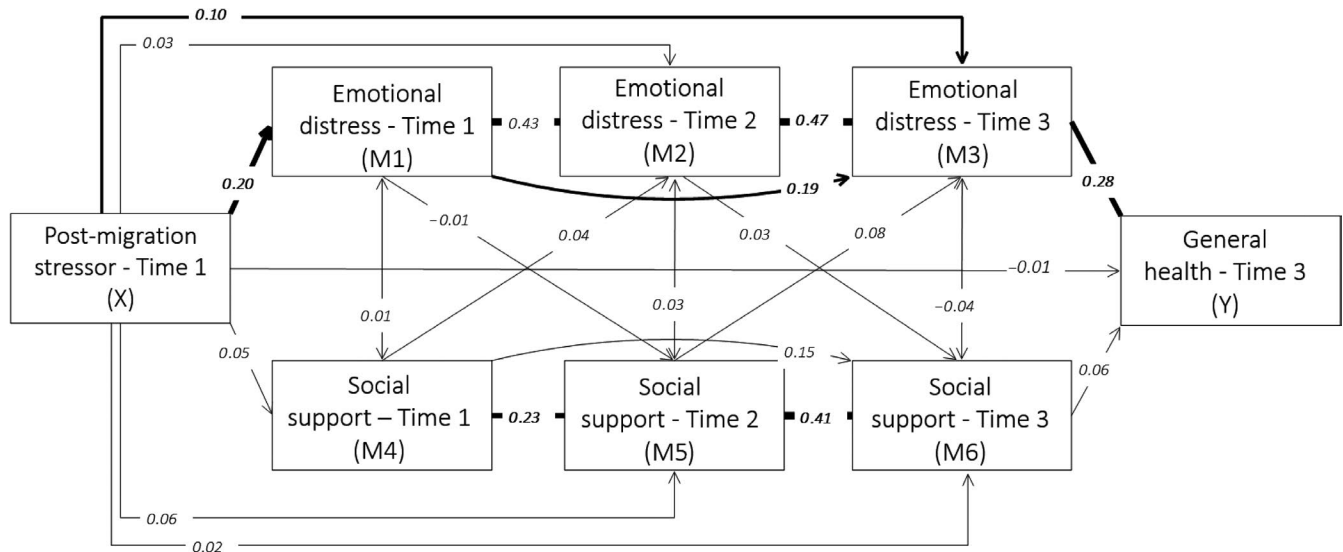 0.10
0.03
Emotional
distress - Time 1
(M1)
0.43
Emotional
distress - Time 2
(M2)
0.47
Emotional
distress - Time 3
(M3)
0.20
0.19
0.28
Post-migration
stressor - Time 1
(X)
−0.01
0.04
0.03
0.08
−0.01
General
health - Time 3
(Y)
0.01
0.03
−0.04
0.05
0.15
0.06
Social
support – Time 1
(M4)
0.23
Social
support - Time 2
(M5)
0.41
Social
support - Time 3
(M6)
0.06
0.02